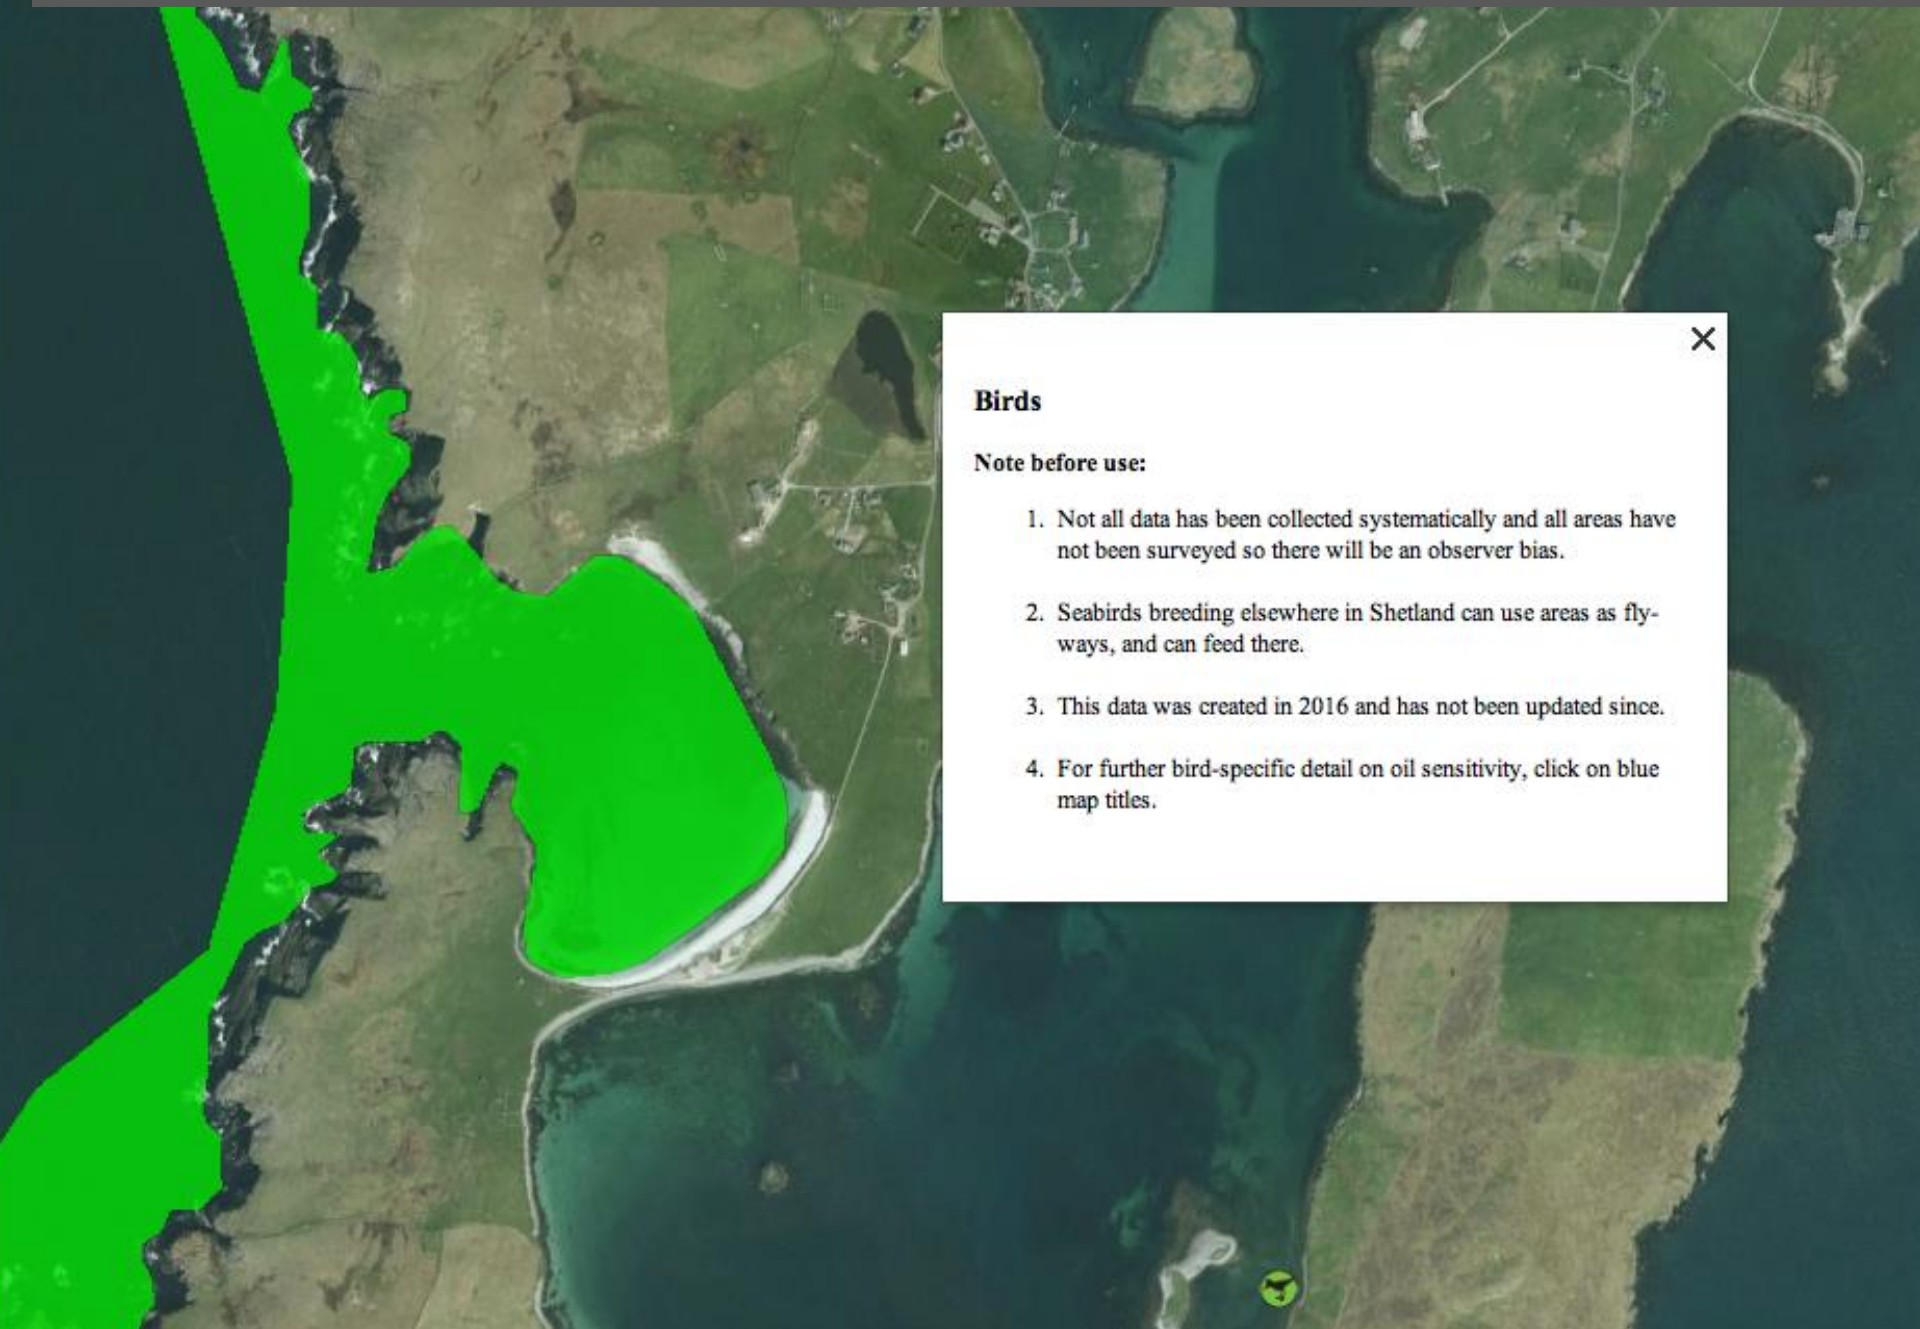 Birds
Note before use:
1. Not all data has been collected systematically and all areas have
not been surveyed so there will be an observer bias.
2. Seabirds breeding elsewhere in Shetland can use areas as fly-
ways, and can feed there.
3. This data was created in 2016 and has not been updated since.
4. For further bird-specific detail on oil sensitivity, click on blue
map titles.